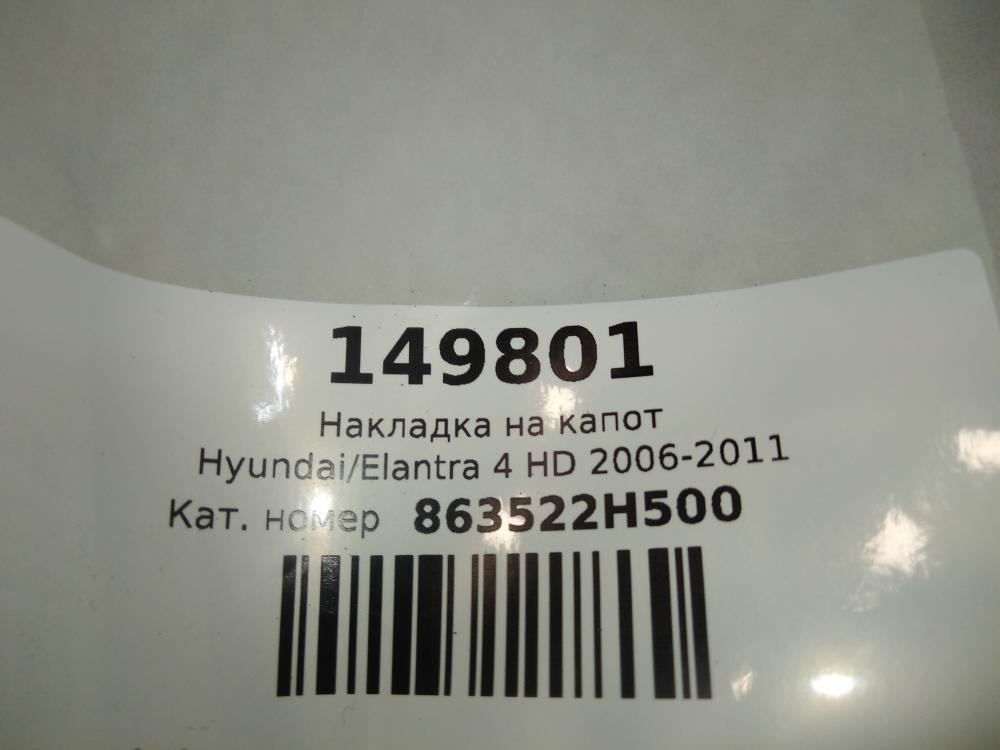 149801
Накладка на капот
Hyundai/Elantra 4 HD 2006-2011
Кат. номер 863522H500